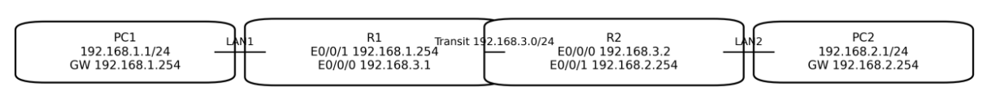 PC1
192.168.1.1/24
GW 192.168.1.254
LAN1
R1
E0/0/1 192.168.1.254
E0/0/0 192.168.3.1
Transit 192.168.3.0/24
R2
E0/0/0 192.168.3.2
E0/0/1 192.168.2.254
LAN2
PC2
192.168.2.1/24
GW 192.168.2.254